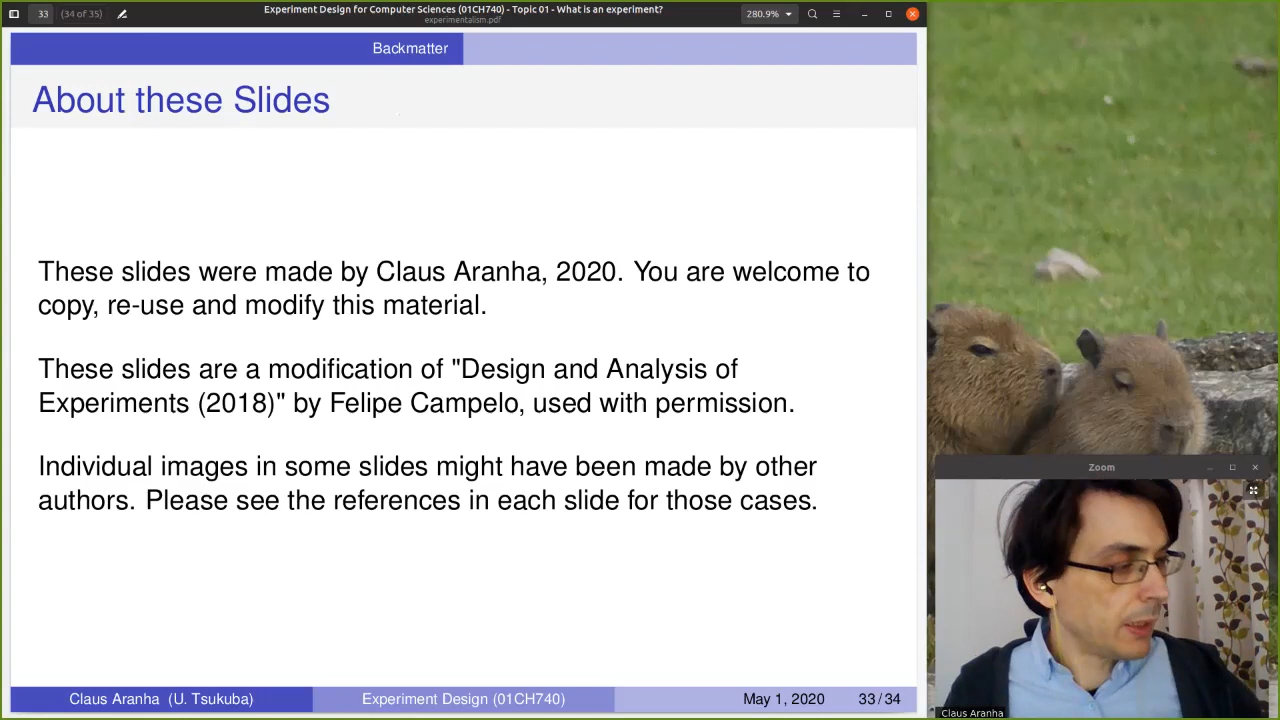 33 (34 of 35) Experiment Design for Computer Sciences (01CH740) - Topic 01 - What is an experiment? 280.9%
experimentalism.pdf
Backmatter
About these Slides
These slides were made by Claus Aranha, 2020. You are welcome to
copy, re-use and modify this material.
These slides are a modification of "Design and Analysis of
Experiments (2018)" by Felipe Campelo, used with permission.
Individual images in some slides might have been made by other
authors. Please see the references in each slide for those cases.
Zoom
Claus Aranha
Claus Aranha (U. Tsukuba) Experiment Design (01CH740) May 1, 2020 33 / 34